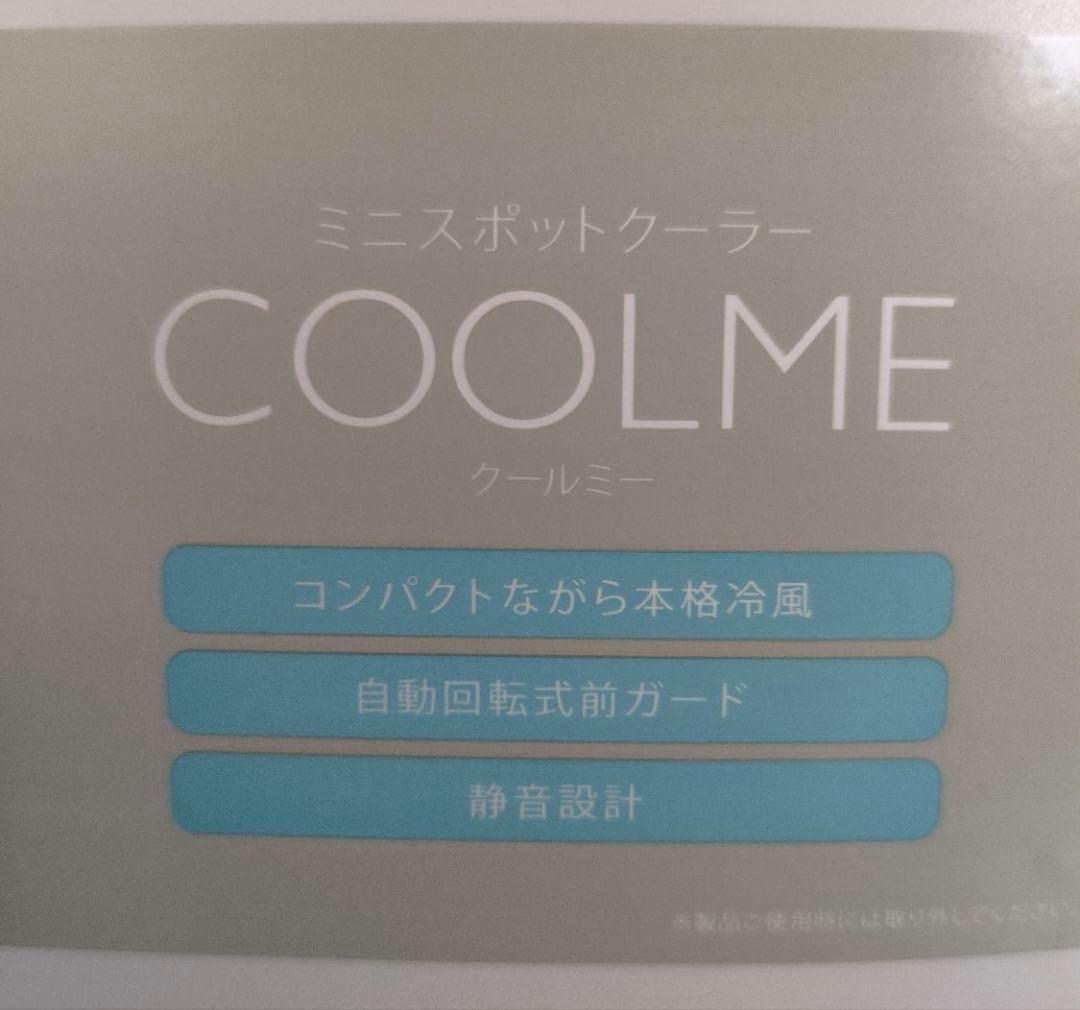 ミニスポットクーラー
COOLME
クールミー
コンパクトながら本格冷風
自動回転式前ガード
静音設計
※製品ご使用時には取り外してください